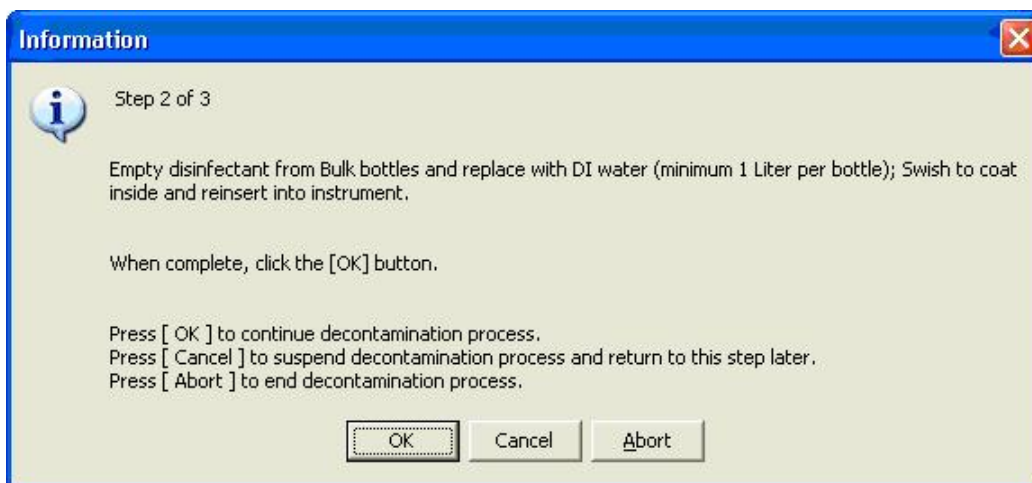 Information
Step 2 of 3
Empty disinfectant from Bulk bottles and replace with DI water (minimum 1 Liter per bottle); Swish to coat
inside and reinsert into instrument.
When complete, click the [OK] button.
Press [ OK ] to continue decontamination process.
Press [ Cancel ] to suspend decontamination process and return to this step later.
Press [ Abort ] to end decontamination process.
OK Cancel Abort